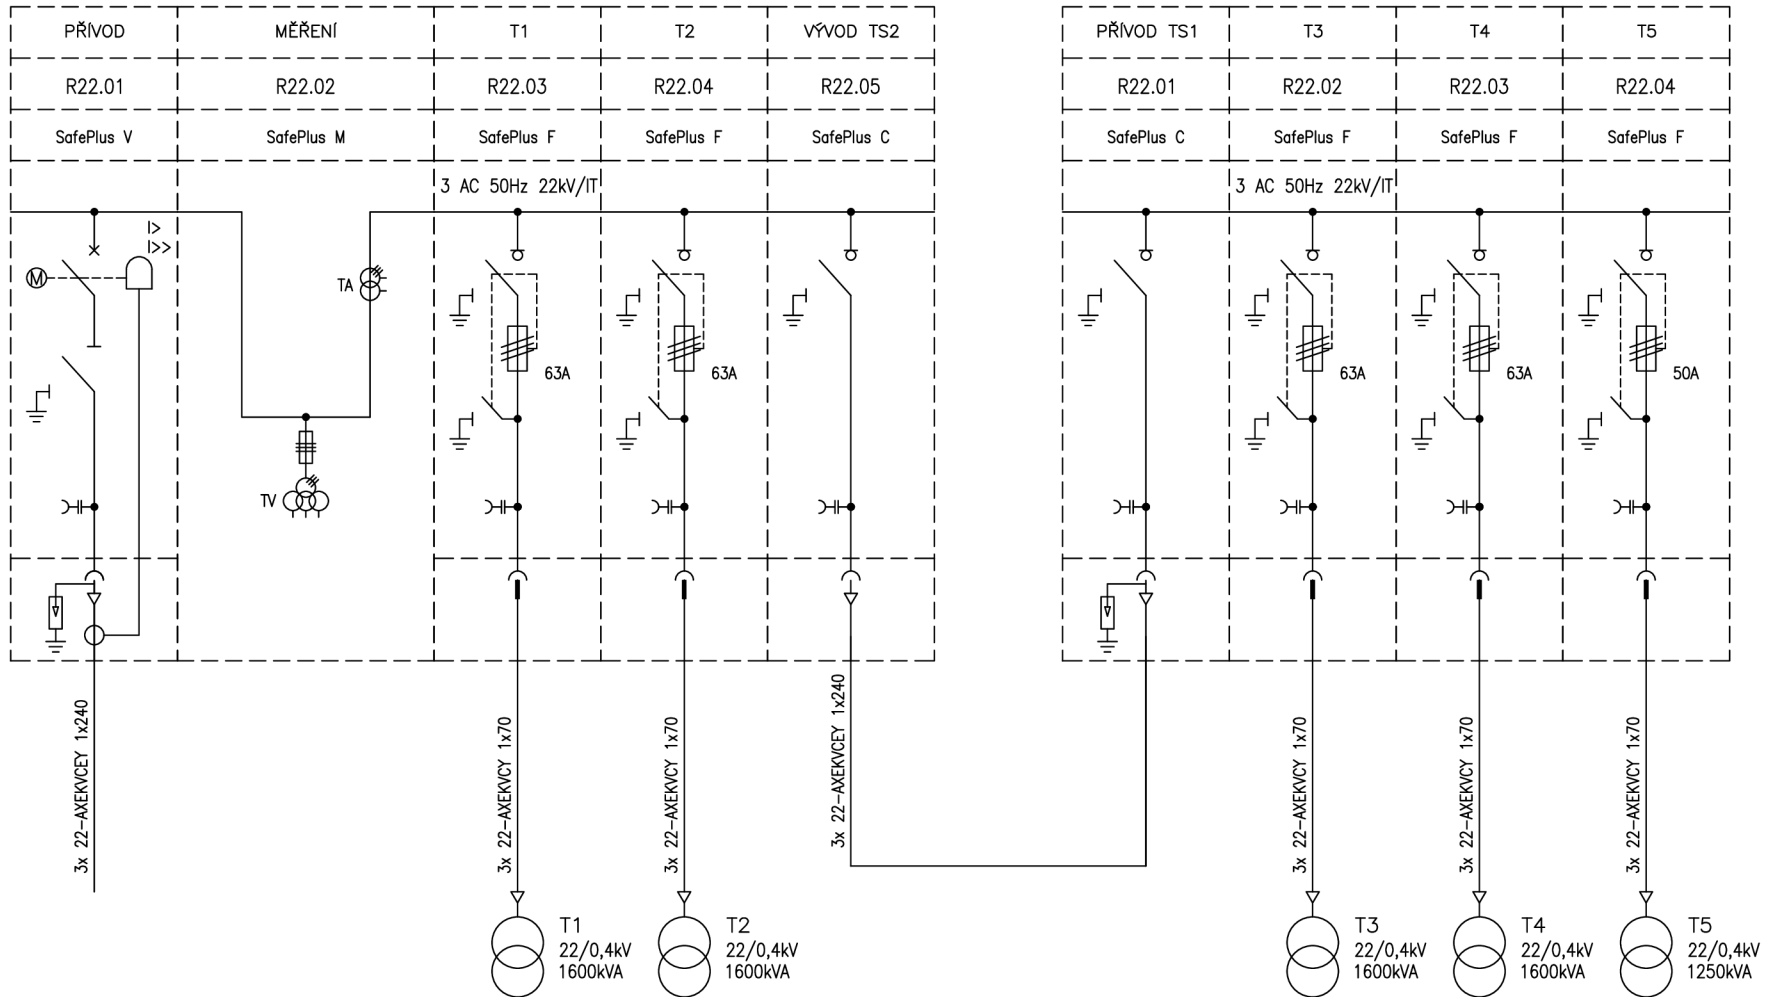 PŘÍVOD MĚŘENÍ T1 T2 VÝVOD TS2 PŘÍVOD TS1 T3 T4 T5
R22.01 R22.02 R22.03 R22.04 R22.05 R22.01 R22.02 R22.03 R22.04
SafePlus V SafePlus M SafePlus F SafePlus F SafePlus C SafePlus C SafePlus F SafePlus F SafePlus F
3 AC 50Hz 22kV/IT 3 AC 50Hz 22kV/IT
I>
I>>
M
TA
63A 63A 63A 63A 50A
TV
3x 22-AXEKVCEY 1x240
3x 22-AXEKVCY 1x70
3x 22-AXEKVCY 1x70
3x 22-AXEKVCEY 1x240
3x 22-AXEKVCY 1x70
3x 22-AXEKVCY 1x70
3x 22-AXEKVCY 1x70
T1
22/0,4kV
1600kVA
T2
22/0,4kV
1600kVA
T3
22/0,4kV
1600kVA
T4
22/0,4kV
1600kVA
T5
22/0,4kV
1250kVA